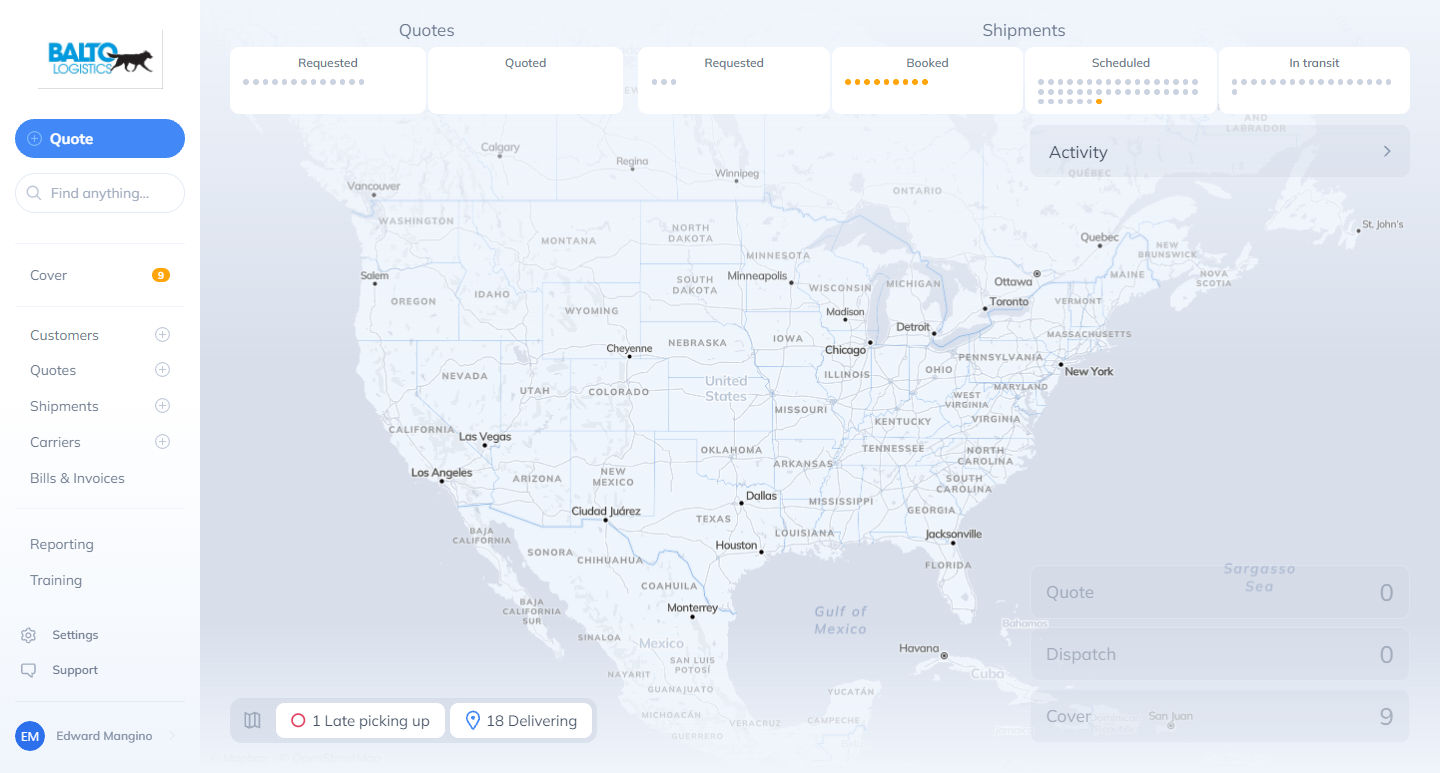 BALTO
LOGISTICS
Quote
Find anything...
Cover
9
Customers
Quotes
Shipments
Carriers
Bills & Invoices
Reporting
Training
Settings
Support
EM
Edward Mangino
Quotes
Shipments
Requested
Quoted
Requested
Booked
Scheduled
In transit
Activity
AND
LABRADOR
QUÉBEC
Calgary
Regina
Winnipeg
Vancouver
ONTARIO
St. John's
WASHINGTON
NORTH
DAKOTA
MONTANA
MINNESOTA
Quebec
NEW
BRUNSWICK
Salem
Minneapolis
Ottawa
MAINE
NOVA
SCOTIA
SOUTH
DAKOTA
WISCONSIN
MICHIGAN
IDAHO
OREGON
WYOMING
Madison
Toronto
VERMONT
Detroit
MASSACHUSETTS
Cheyenne
NEBRASKA
IOWA
Chicago
PENNSYLVANIA
NEVADA
UTAH
COLORADO
United
States
ILLINOIS
OHIO
New York
MARYLAND
WEST
VIRGINIA
MISSOURI
KENTUCKY
VIRGINIA
CALIFORNIA
Las Vegas
OKLAHOMA
TENNESSEE
NORTH
CAROLINA
Los Angeles
ARIZONA
NEW
MEXICO
ARKANSAS
SOUTH
CAROLINA
Dallas
MISSISSIPPI
Ciudad Juárez
TEXAS
GEORGIA
BAJA
CALIFORNIA
LOUISIANA
Jacksonville
SONORA
CHIHUAHUA
Houston
FLORIDA
Sargasso
Sea
COAHUILA
Quote
0
BAJA
CALIFORNIA
SUR
Monterrey
Gulf of
Mexico
Bahamas
SINALOA
Mexico
Havana
Dispatch
0
SAN LUIS
POTOSÍ
NAYARIT
Cuba
GUANAJUATO
YUCATÁN
MICHOACÁN
VERACRUZ
CAMPECHE
Cover
9
San Juan
GUERRERO
1 Late picking up
18 Delivering